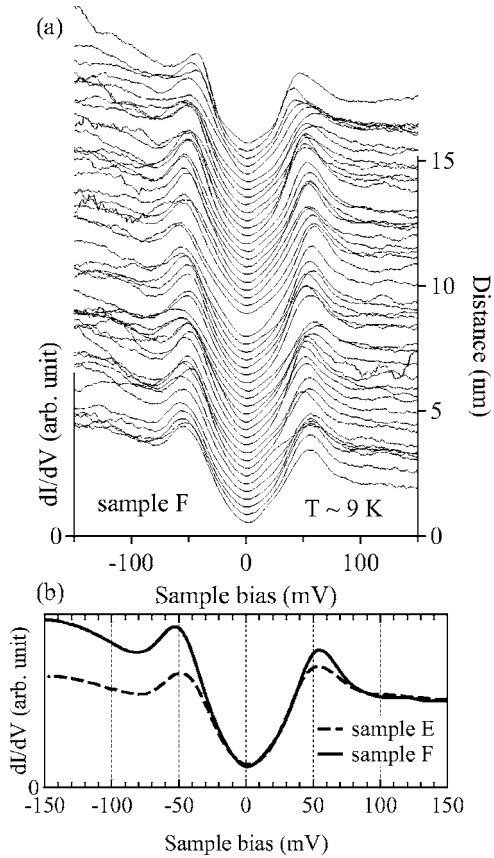 (a)
15
10
5
0
Distance (nm)
dI/dV (arb. unit)
0
sample F
T ~ 9 K
-100
0
100
Sample bias (mV)
(b)
dI/dV (arb. unit)
0
sample E
sample F
-150
-100
-50
0
50
100
150
Sample bias (mV)